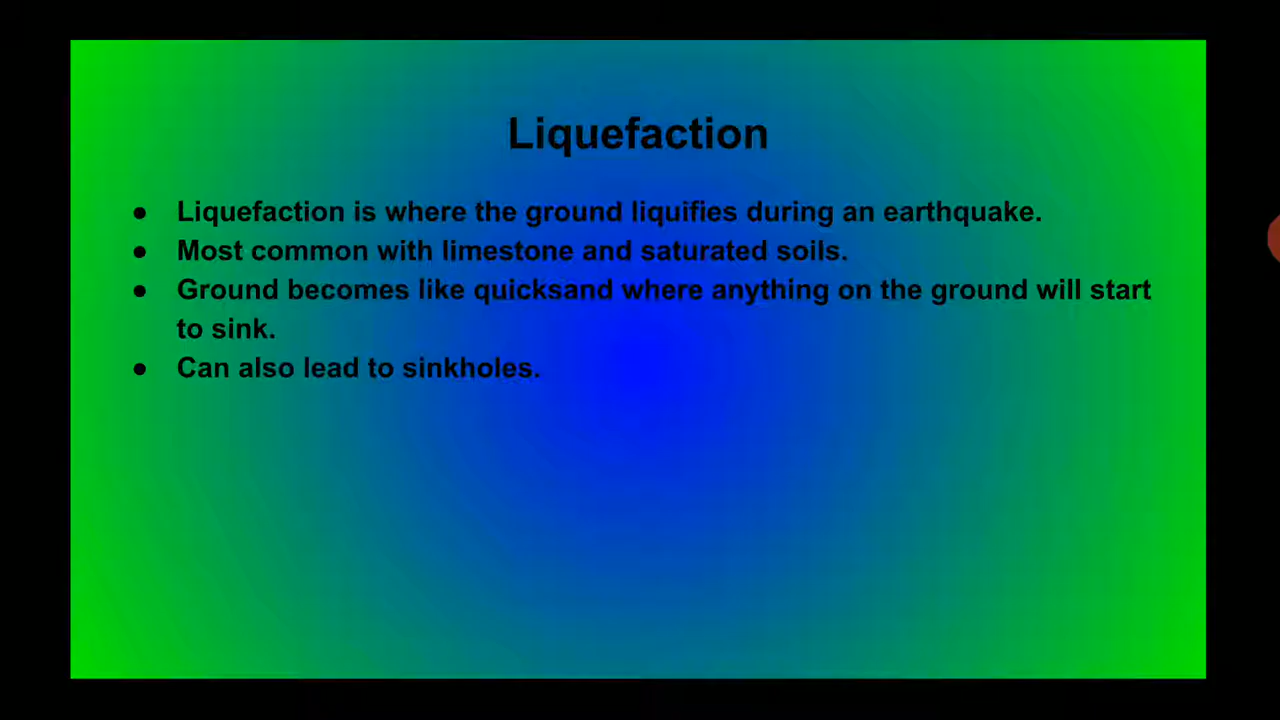 Liquefaction
● Liquefaction is where the ground liquifies during an earthquake.
● Most common with limestone and saturated soils.
● Ground becomes like quicksand where anything on the ground will start
to sink.
● Can also lead to sinkholes.